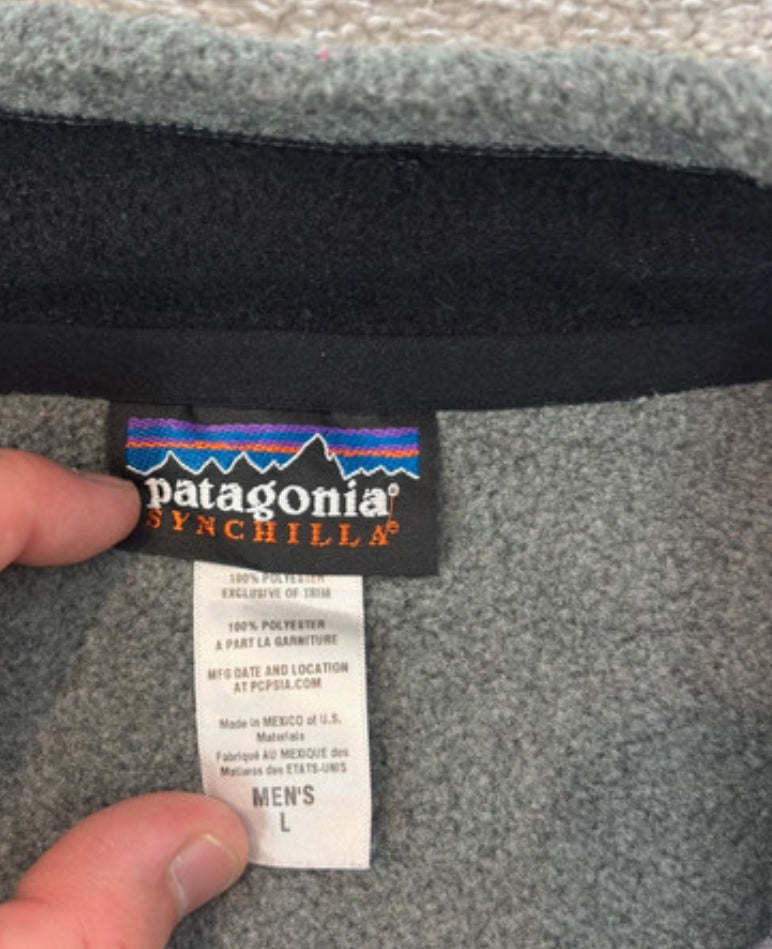 patagonia®
SYNCHILLA®
100% POLYESTER
EXCLUSIVE OF TRIM
100% POLYESTER
A PART LA GARNITURE
MFG DATE AND LOCATION
AT PCPSIA.COM
Made in MEXICO of U.S.
Materials
Fabriqué AU MEXIQUE des
Matieres des ETATS-UNIS
MEN'S
L